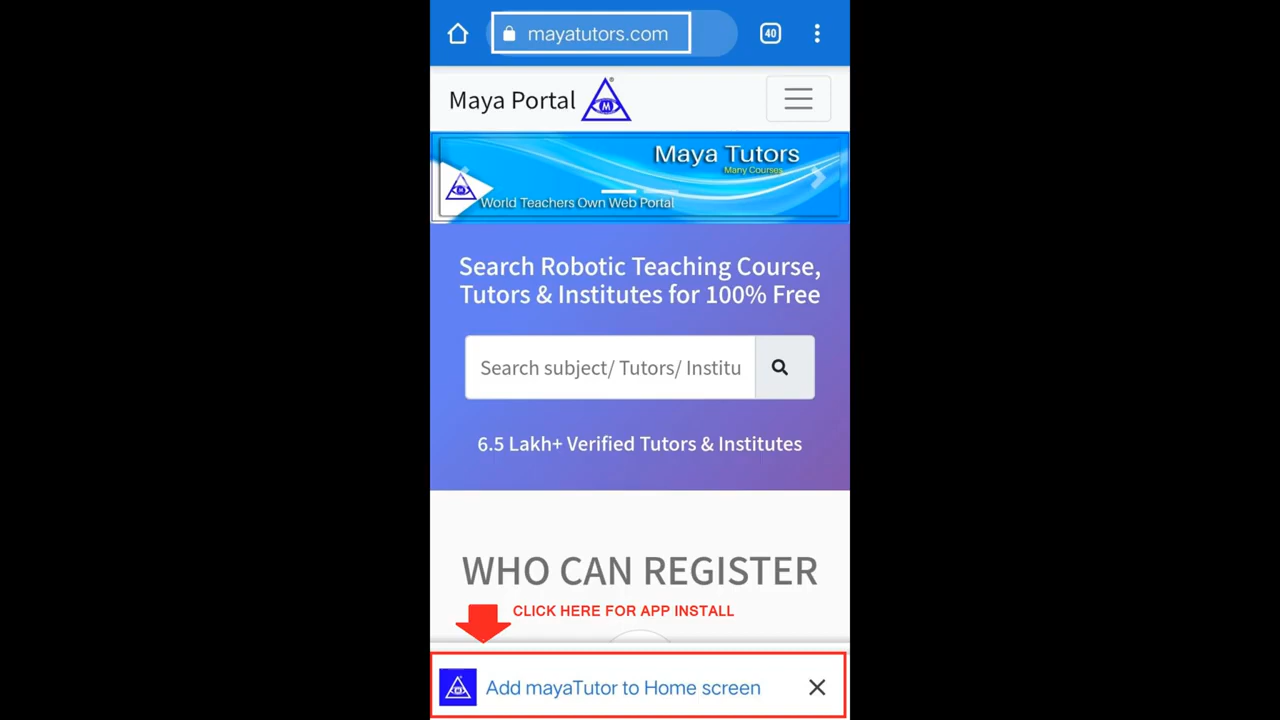 mayatutors.com
40
Maya Portal
M
®
Maya Tutors
Many Courses
World Teachers Own Web Portal
Search Robotic Teaching Course,
Tutors & Institutes for 100% Free
Search subject/ Tutors/ Institu
6.5 Lakh+ Verified Tutors & Institutes
WHO CAN REGISTER
CLICK HERE FOR APP INSTALL
Add mayaTutor to Home screen